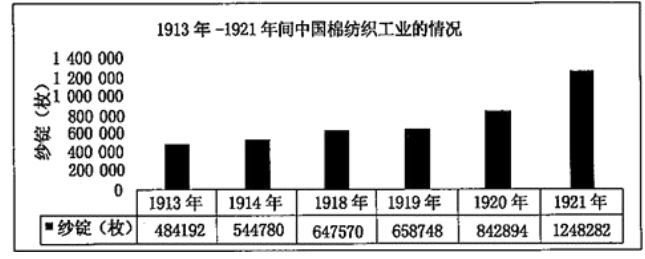 1913 年 -1921 年间中国棉纺织工业的情况
纱锭（枚）
1 400 000
1 200 000
1 000 000
800 000
600 000
400 000
200 000
0
1913 年 1914 年 1918 年 1919 年 1920 年 1921 年
■纱锭（枚） 484192 544780 647570 658748 842894 1248282